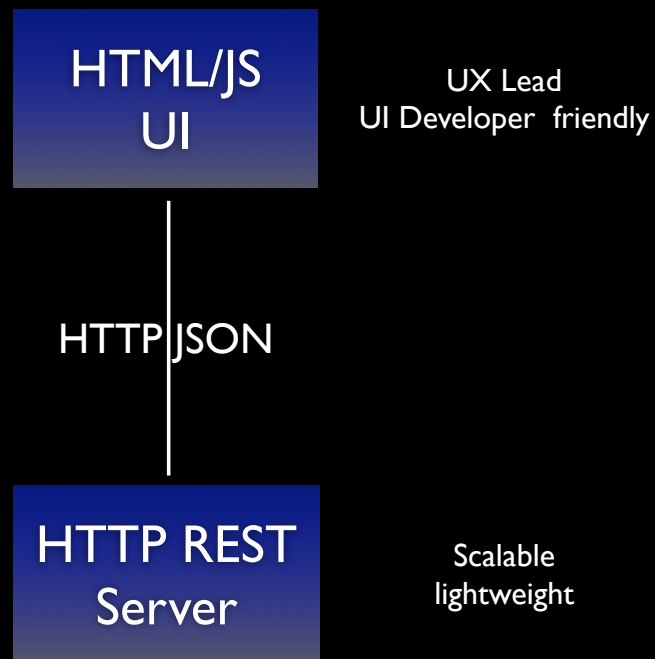 HTML/JS
UI
UX Lead
UI Developer friendly
HTTP JSON
HTTP REST
Server
Scalable
lightweight